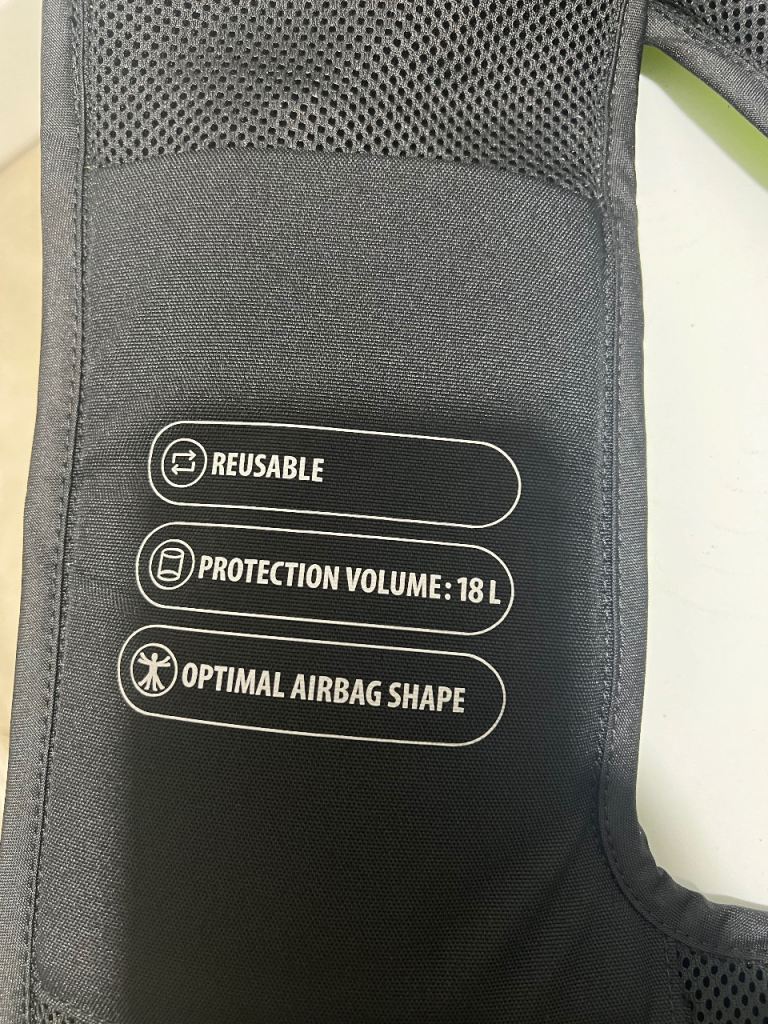 REUSABLE
PROTECTION VOLUME: 18 L
OPTIMAL AIRBAG SHAPE